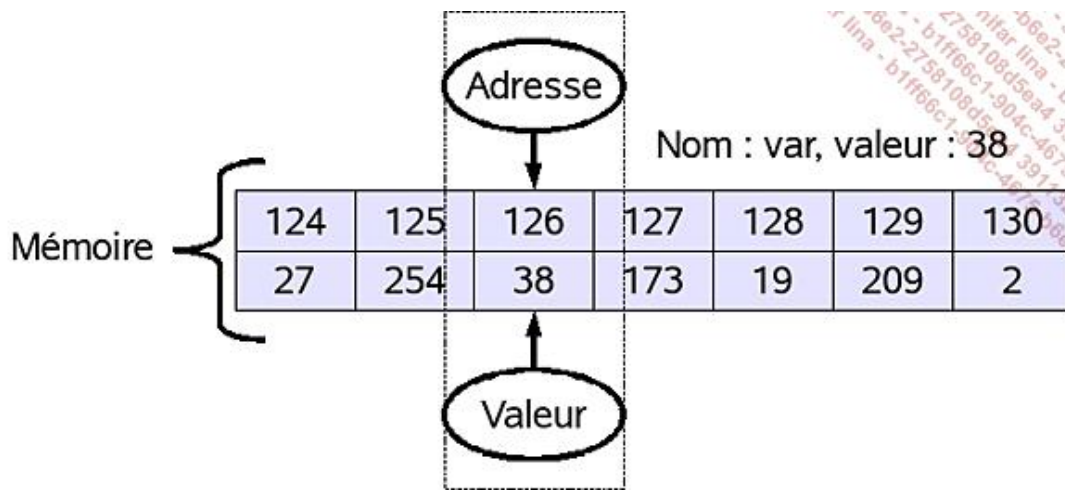 Adresse
Nom : var, valeur : 38
Mémoire
124 125 126 127 128 129 130
27 254 38 173 19 209 2
Valeur